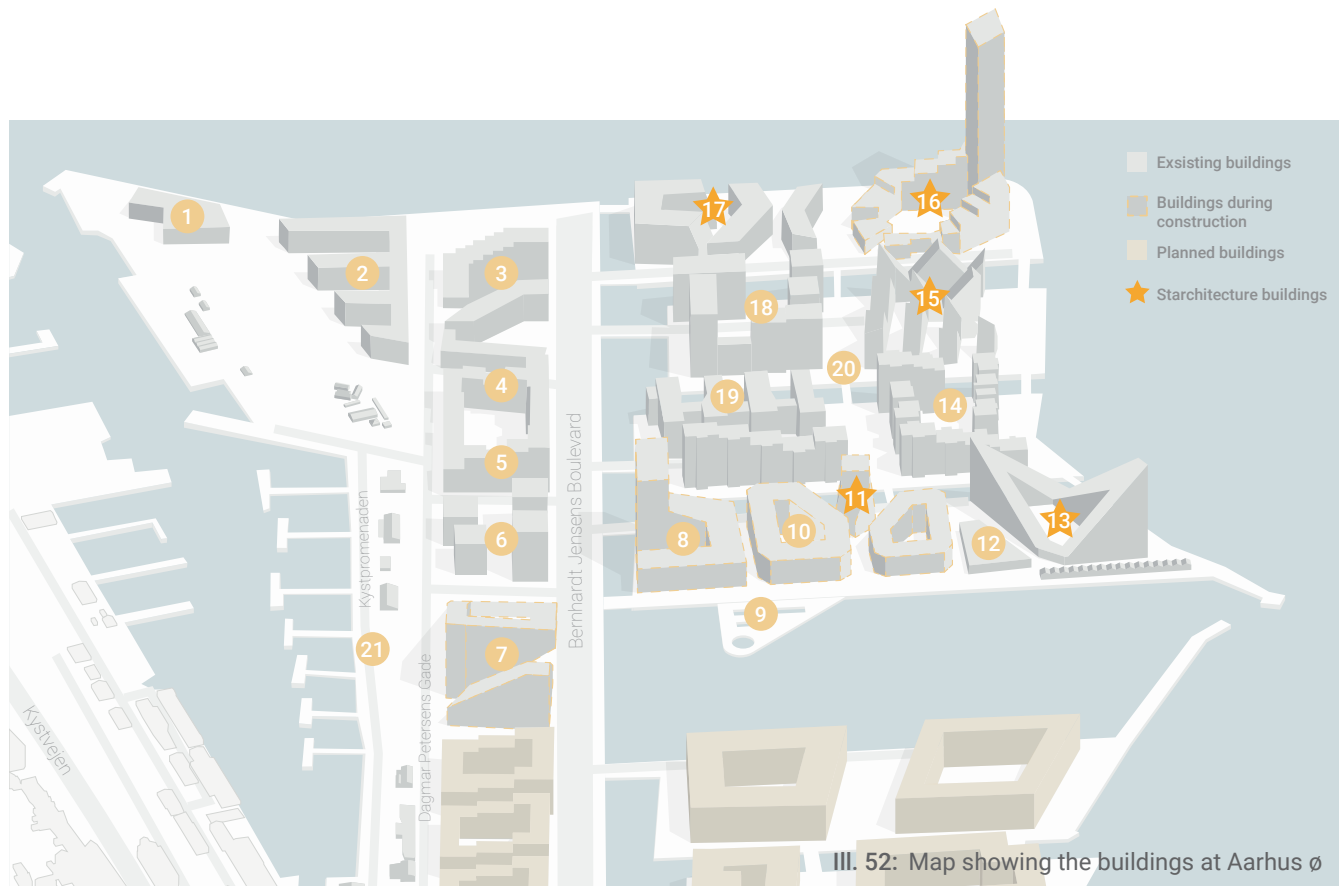 1
2
3
17
16
Exsisting buildings
Buildings during
construction
Planned buildings
Starchitecture buildings
18
15
4
20
19
14
5
Bernhardt Jensens Boulevard
Kystpromenaden
6
8
10
11
12
13
9
21
7
Dagmar Petersens Gade
Kystvejen
Ill. 52: Map showing the buildings at Aarhus ø